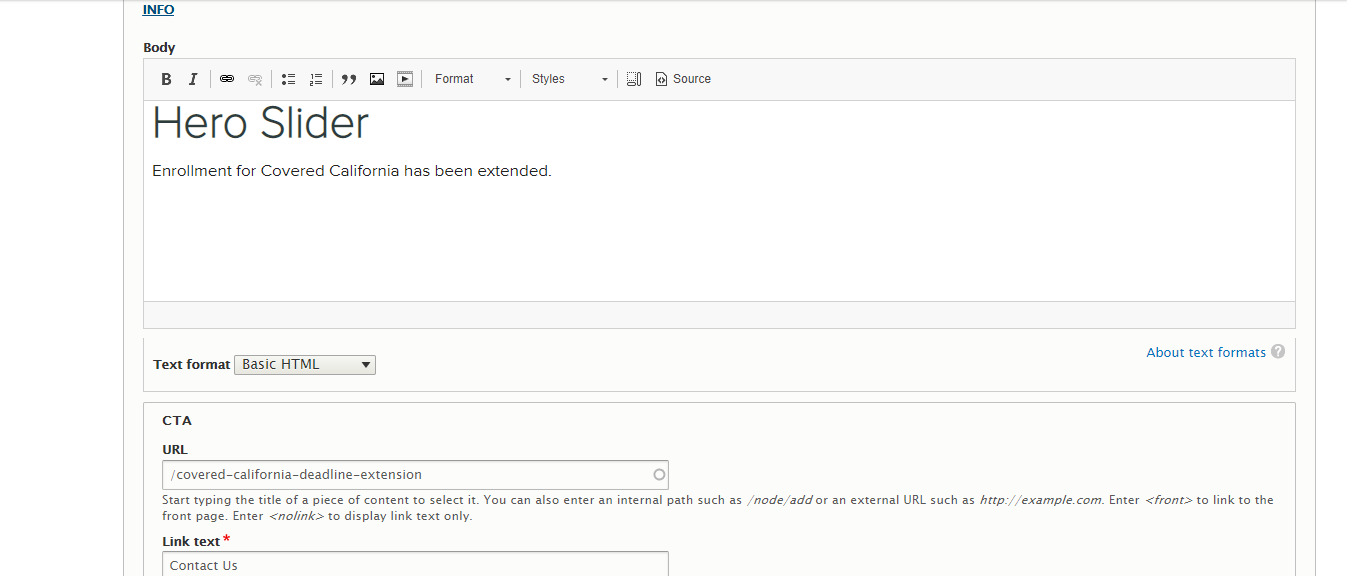 INFO
Body
B I Format Styles Source
Hero Slider
Enrollment for Covered California has been extended.
About text formats ?
Text format Basic HTML
CTA
URL
/covered-california-deadline-extension
Start typing the title of a piece of content to select it. You can also enter an internal path such as /node/add or an external URL such as http://example.com. Enter <front> to link to the
front page. Enter <nolink> to display link text only.
Link text *
Contact Us